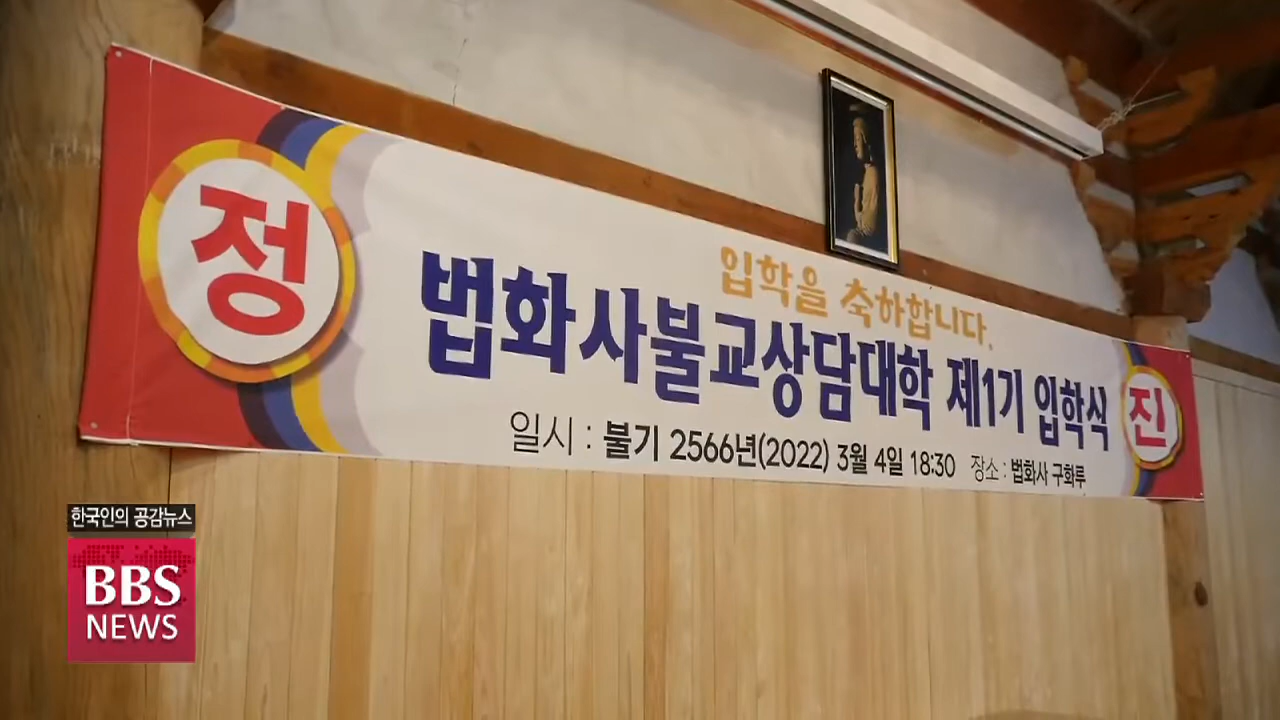 정
입학을 축하합니다.
법화사불교상담대학 제1기 입학식
일시 : 불기 2566년(2022) 3월 4일 18:30 장소 : 법화사 구화루
진
한국인의 공감뉴스
BBS
NEWS